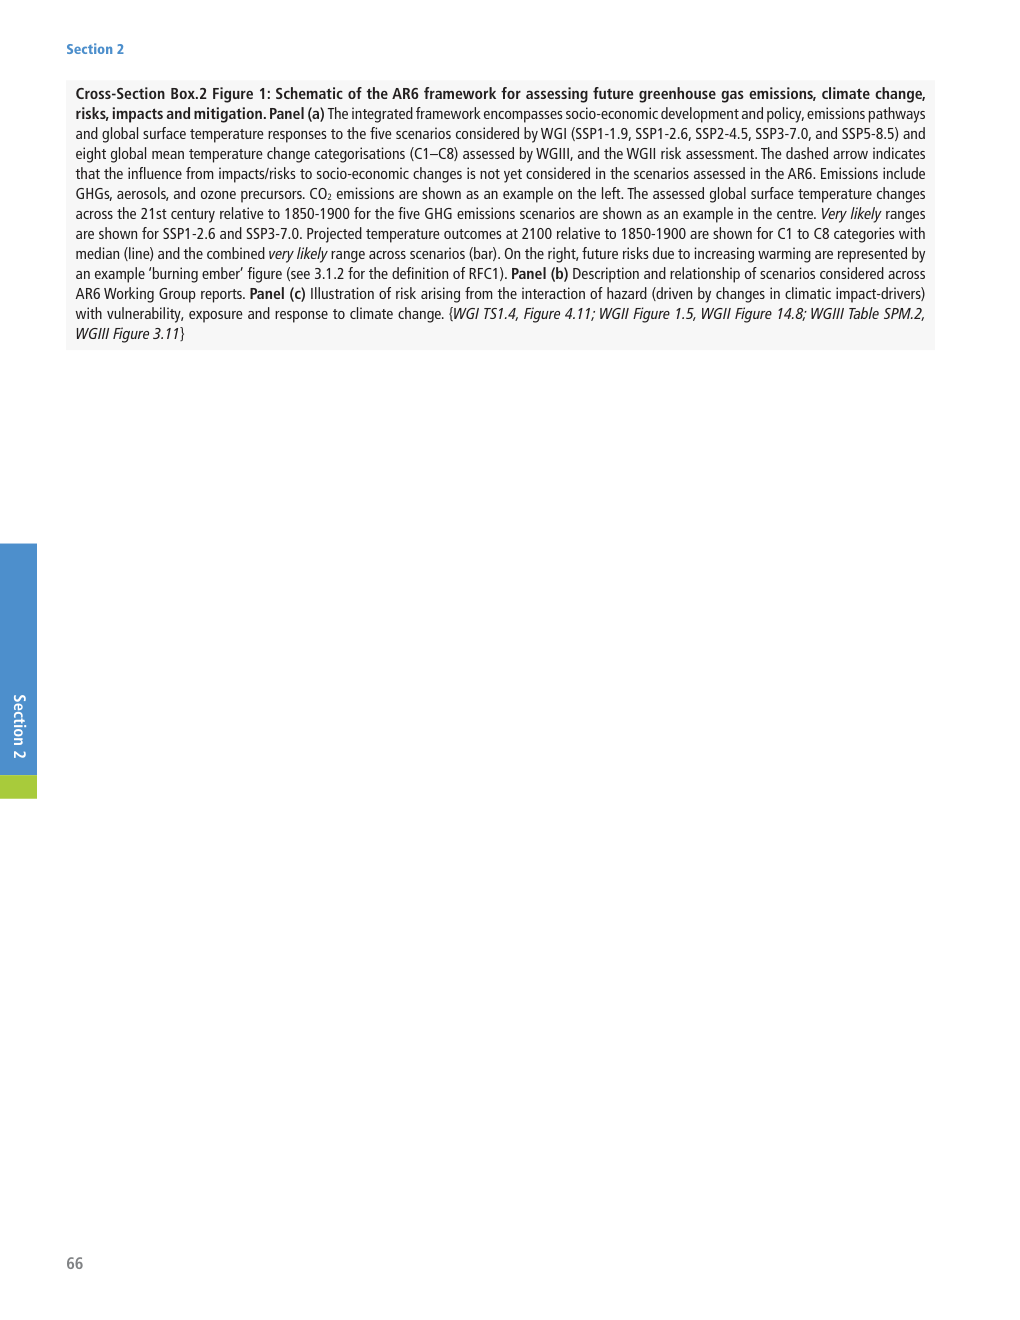 Section 2
Cross-Section Box.2 Figure 1: Schematic of the AR6 framework for assessing future greenhouse gas emissions, climate change,
risks, impacts and mitigation. Panel (a) The integrated framework encompasses socio-economic development and policy, emissions pathways
and global surface temperature responses to the five scenarios considered by WGI (SSP1-1.9, SSP1-2.6, SSP2-4.5, SSP3-7.0, and SSP5-8.5) and
eight global mean temperature change categorisations (C1–C8) assessed by WGIII, and the WGII risk assessment. The dashed arrow indicates
that the influence from impacts/risks to socio-economic changes is not yet considered in the scenarios assessed in the AR6. Emissions include
GHGs, aerosols, and ozone precursors. CO₂ emissions are shown as an example on the left. The assessed global surface temperature changes
across the 21st century relative to 1850-1900 for the five GHG emissions scenarios are shown as an example in the centre. Very likely ranges
are shown for SSP1-2.6 and SSP3-7.0. Projected temperature outcomes at 2100 relative to 1850-1900 are shown for C1 to C8 categories with
median (line) and the combined very likely range across scenarios (bar). On the right, future risks due to increasing warming are represented by
an example ‘burning ember’ figure (see 3.1.2 for the definition of RFC1). Panel (b) Description and relationship of scenarios considered across
AR6 Working Group reports. Panel (c) Illustration of risk arising from the interaction of hazard (driven by changes in climatic impact-drivers)
with vulnerability, exposure and response to climate change. {WGI TS1.4, Figure 4.11; WGII Figure 1.5, WGII Figure 14.8; WGIII Table SPM.2,
WGIII Figure 3.11}
Section 2
66